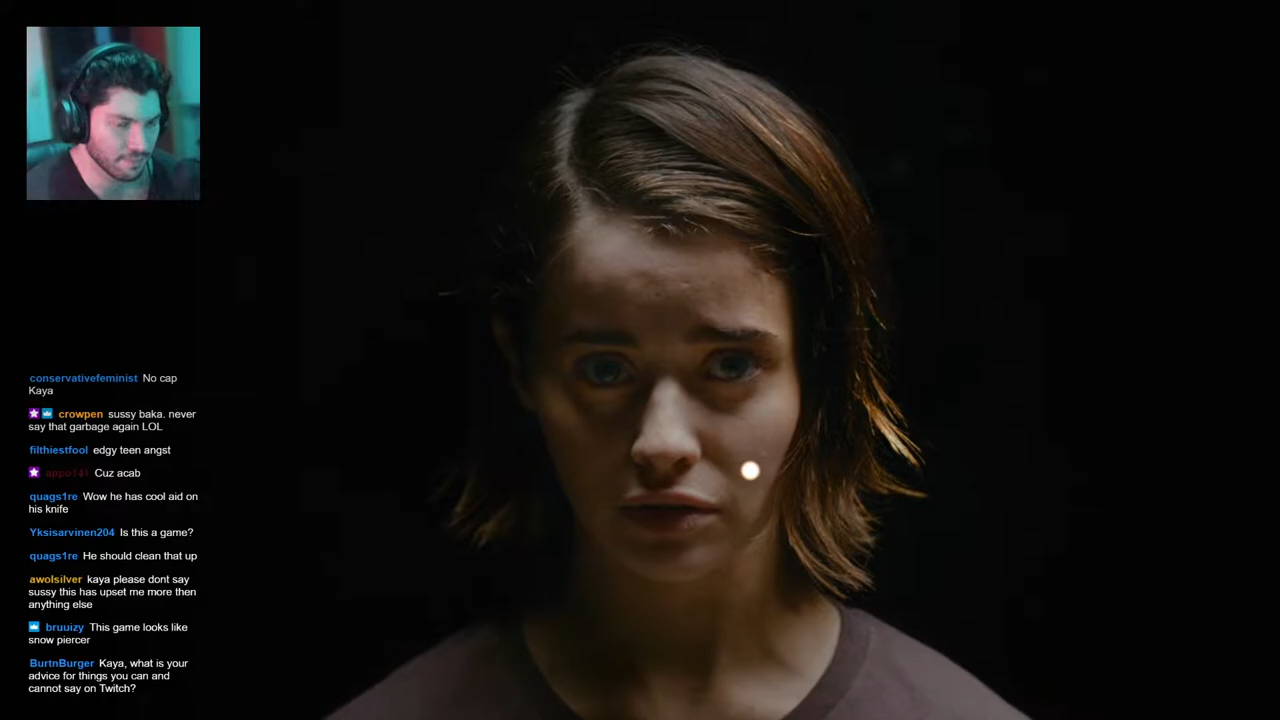 conservativefeminist No cap
Kaya
crowpen sussy baka. never
say that garbage again LOL
filthiestfool edgy teen angst
appo141 Cuz acab
quags1re Wow he has cool aid on
his knife
Yksisarvinen204 Is this a game?
quags1re He should clean that up
awolsilver kaya please dont say
sussy this has upset me more then
anything else
bruuizy This game looks like
snow piercer
BurtnBurger Kaya, what is your
advice for things you can and
cannot say on Twitch?